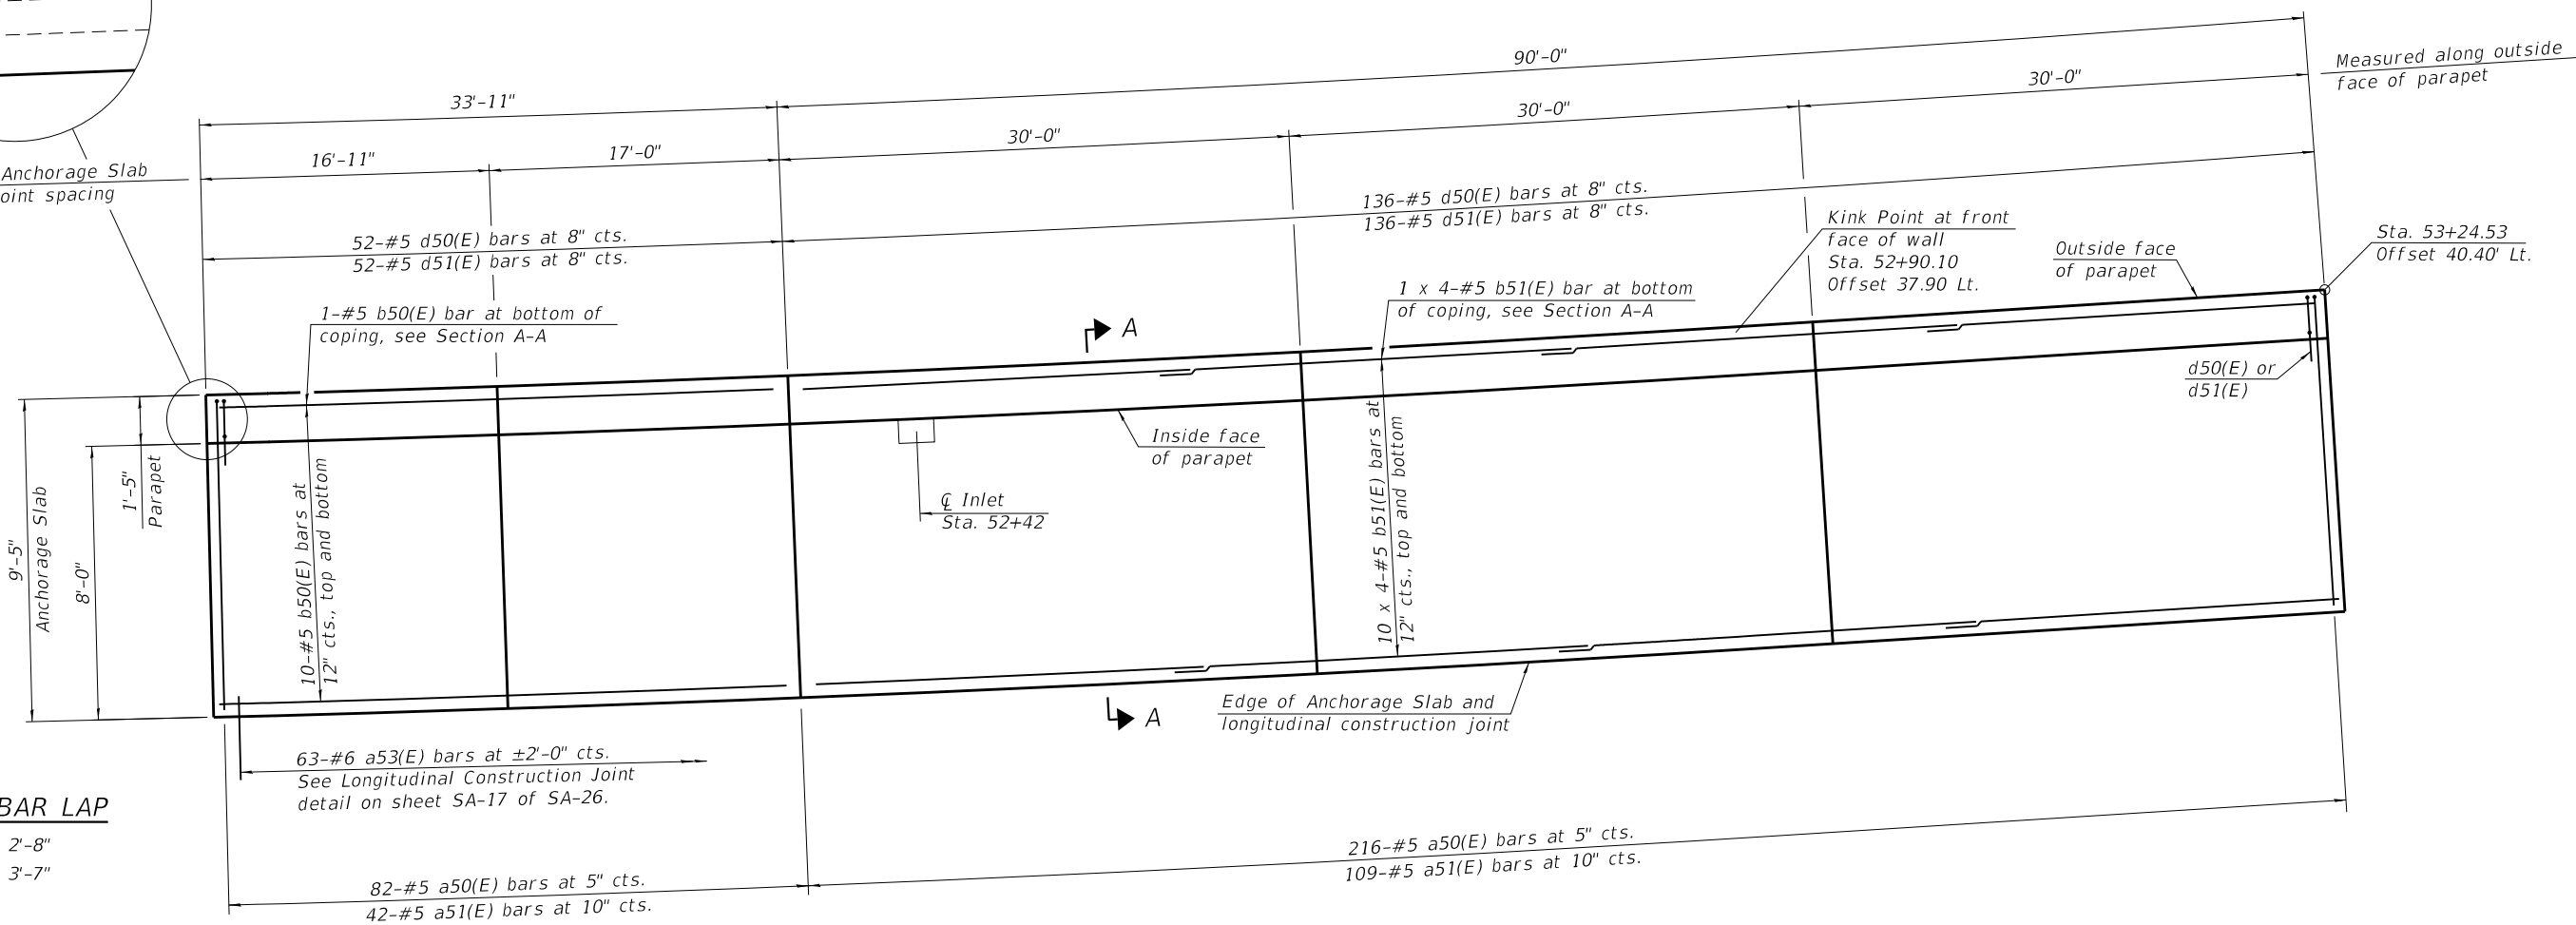 90'-0"
Measured along outside
face of parapet
33'-11"
30'-0"
30'-0"
30'-0"
16'-11"
17'-0"
Anchorage Slab
oint spacing
136-#5 d50(E) bars at 8" cts.
136-#5 d51(E) bars at 8" cts.
52-#5 d50(E) bars at 8" cts.
52-#5 d51(E) bars at 8" cts.
Kink Point at front
face of wall
Sta. 52+90.10
Offset 37.90 Lt.
Outside face
of parapet
Sta. 53+24.53
Offset 40.40' Lt.
1-#5 b50(E) bar at bottom of
coping, see Section A-A
1 x 4-#5 b51(E) bar at bottom
of coping, see Section A-A
A
d50(E) or
d51(E)
Inside face
of parapet
℄ Inlet
Sta. 52+42
9'-5"
Anchorage Slab
8'-0"
1'-5"
Parapet
10-#5 b50(E) bars at
12" cts., top and bottom
10 x 4-#5 b51(E) bars at
12" cts., top and bottom
A
Edge of Anchorage Slab and
longitudinal construction joint
63-#6 a53(E) bars at ±2'-0" cts.
See Longitudinal Construction Joint
detail on sheet SA-17 of SA-26.
BAR LAP
2'-8"
3'-7"
216-#5 a50(E) bars at 5" cts.
109-#5 a51(E) bars at 10" cts.
82-#5 a50(E) bars at 5" cts.
42-#5 a51(E) bars at 10" cts.